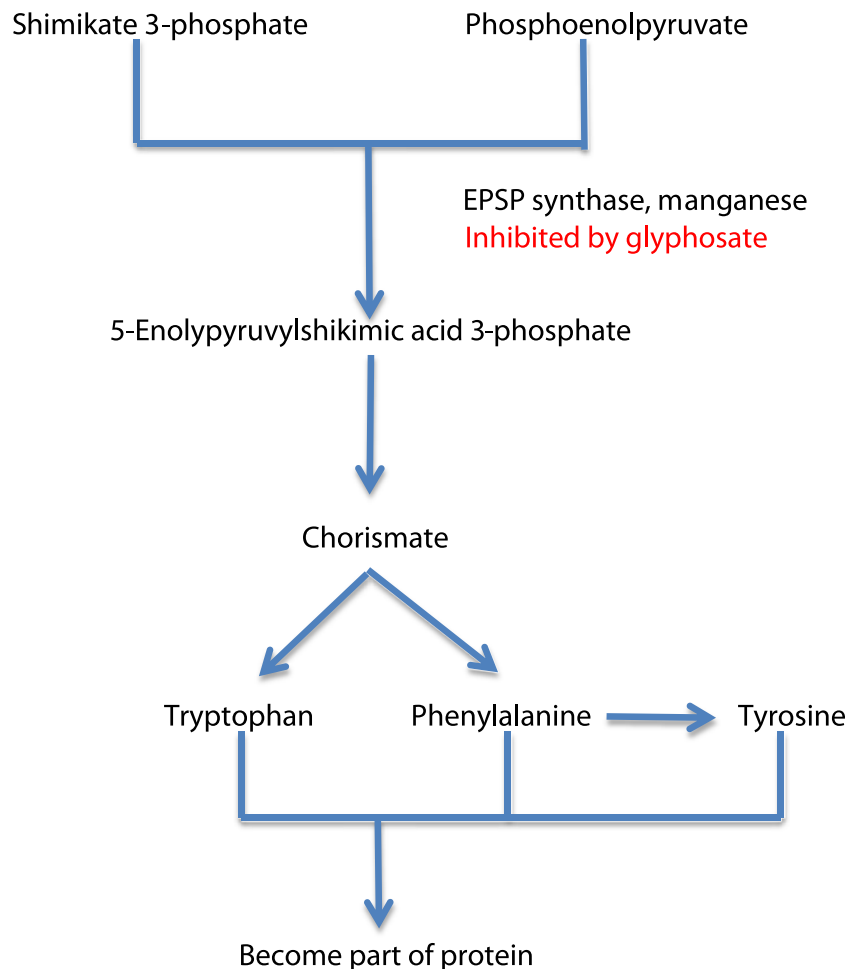 Shimikate 3-phosphate
Phosphoenolpyruvate
EPSP synthase, manganese
Inhibited by glyphosate
5-Enolypyruvylshikimic acid 3-phosphate
Chorismate
Tryptophan
Phenylalanine
Tyrosine
Become part of protein